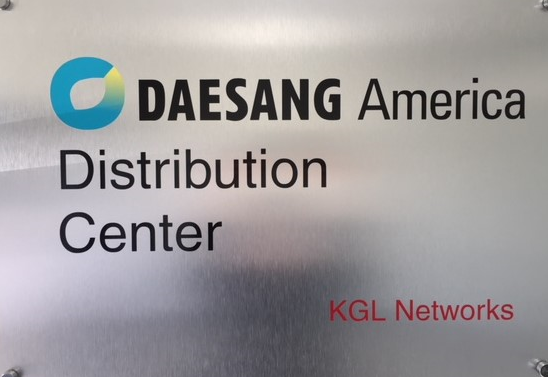 DAESANG America
Distribution
Center
KGL Networks